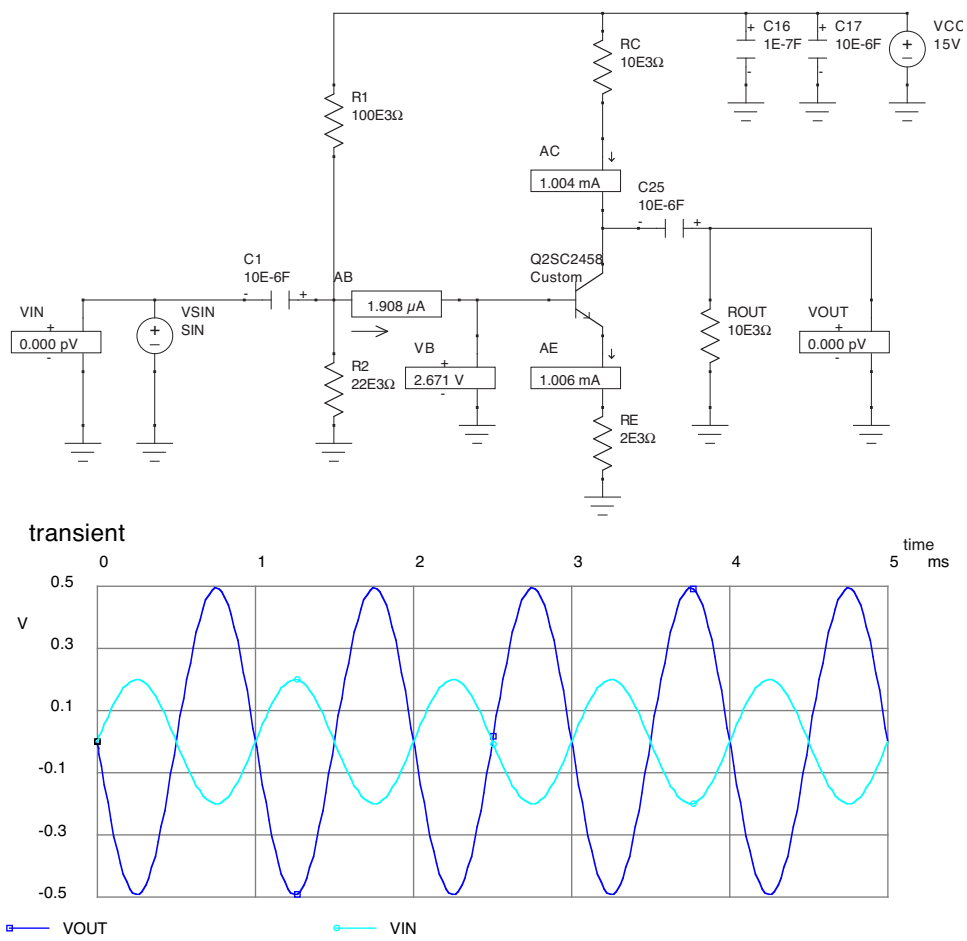 C16
1E-7F
C17
10E-6F
VCC
15V
RC
10E3Ω
R1
100E3Ω
AC
1.004 mA
C25
10E-6F
Q2SC2458
Custom
C1
10E-6F
AB
1.908 µA
VIN
0.000 pV
VSIN
SIN
VB
2.671 V
AE
1.006 mA
ROUT
10E3Ω
VOUT
0.000 pV
R2
22E3Ω
RE
2E3Ω
transient
time
0 1 2 3 4 5 ms
V
0.5
0.3
0.1
-0.1
-0.3
-0.5
VOUT VIN